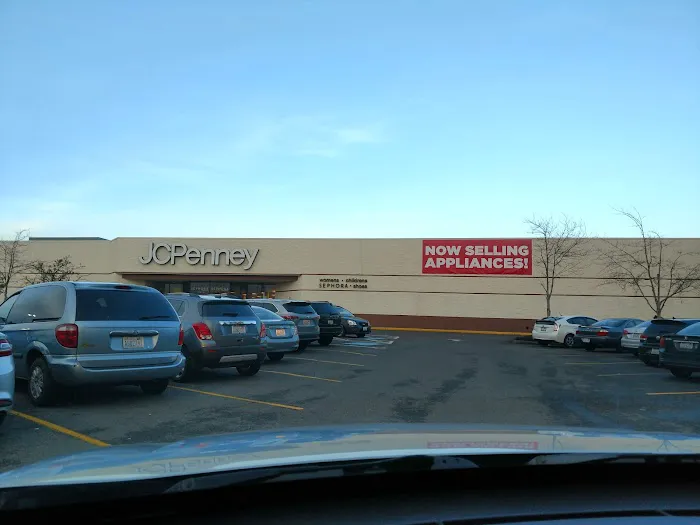 JCPenney
NOW SELLING
APPLIANCES!
womens • childrens
SEPHORA • shoes